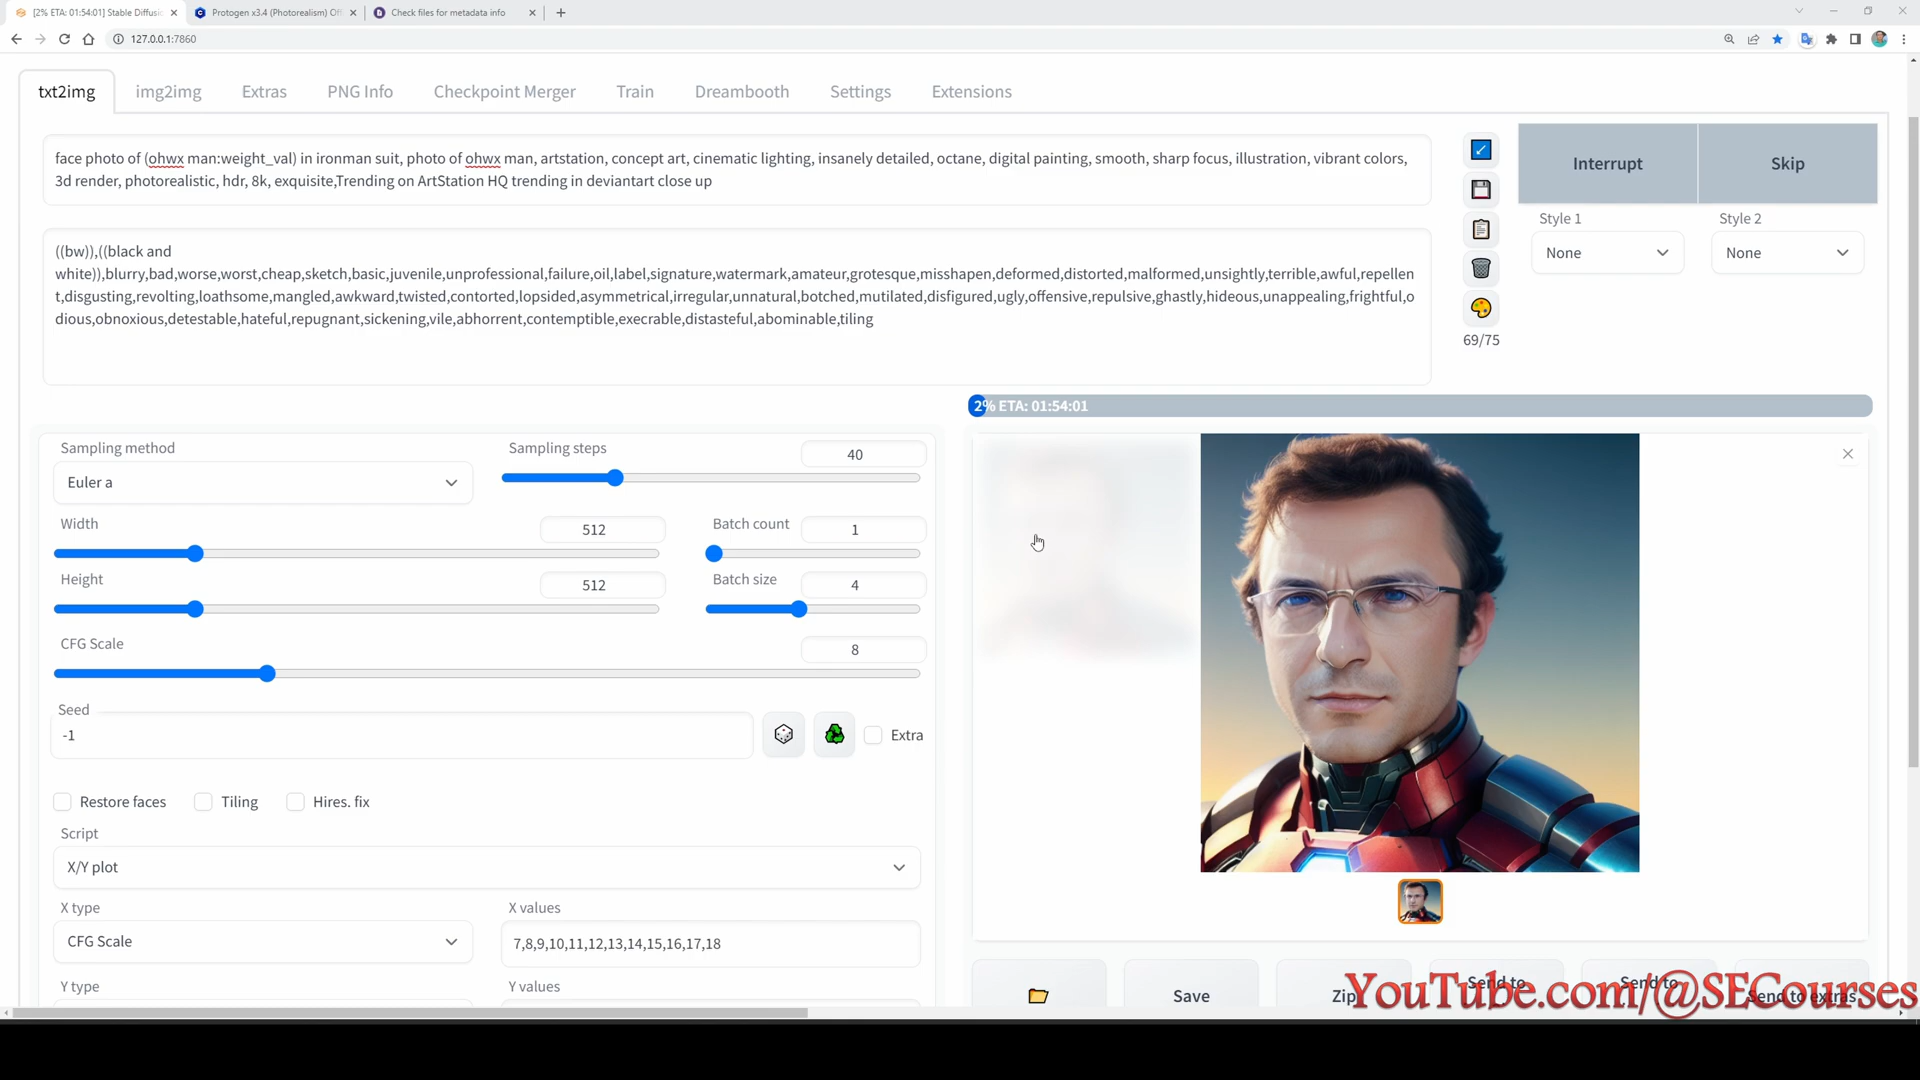 [2% ETA: 01:54:01] Stable Diffusi
Protogen x3.4 (Photorealism) Off
Check files for metadata info
127.0.0.1:7860
txt2img
img2img
Extras
PNG Info
Checkpoint Merger
Train
Dreambooth
Settings
Extensions
face photo of (ohwx man:weight_val) in ironman suit, photo of ohwx man, artstation, concept art, cinematic lighting, insanely detailed, octane, digital painting, smooth, sharp focus, illustration, vibrant colors,
3d render, photorealistic, hdr, 8k, exquisite,Trending on ArtStation HQ trending in deviantart close up
((bw)),((black and
white)),blurry,bad,worse,worst,cheap,sketch,basic,juvenile,unprofessional,failure,oil,label,signature,watermark,amateur,grotesque,misshapen,deformed,distorted,malformed,unsightly,terrible,awful,repellen
t,disgusting,revolting,loathsome,mangled,awkward,twisted,contorted,lopsided,asymmetrical,irregular,unnatural,botched,mutilated,disfigured,ugly,offensive,repulsive,ghastly,hideous,unappealing,frightful,o
dious,obnoxious,detestable,hateful,repugnant,sickening,vile,abhorrent,contemptible,execrable,distasteful,abominable,tiling
69/75
Interrupt
Skip
Style 1
Style 2
None
None
2% ETA: 01:54:01
Sampling method
Euler a
Sampling steps
40
Width
512
Batch count
1
Height
512
Batch size
4
CFG Scale
8
Seed
-1
Extra
Restore faces
Tiling
Hires. fix
Script
X/Y plot
X type
X values
CFG Scale
7,8,9,10,11,12,13,14,15,16,17,18
Y type
Y values
Save
Zip
Send to
Send to
Send to extras
YouTube.com/@SECourses